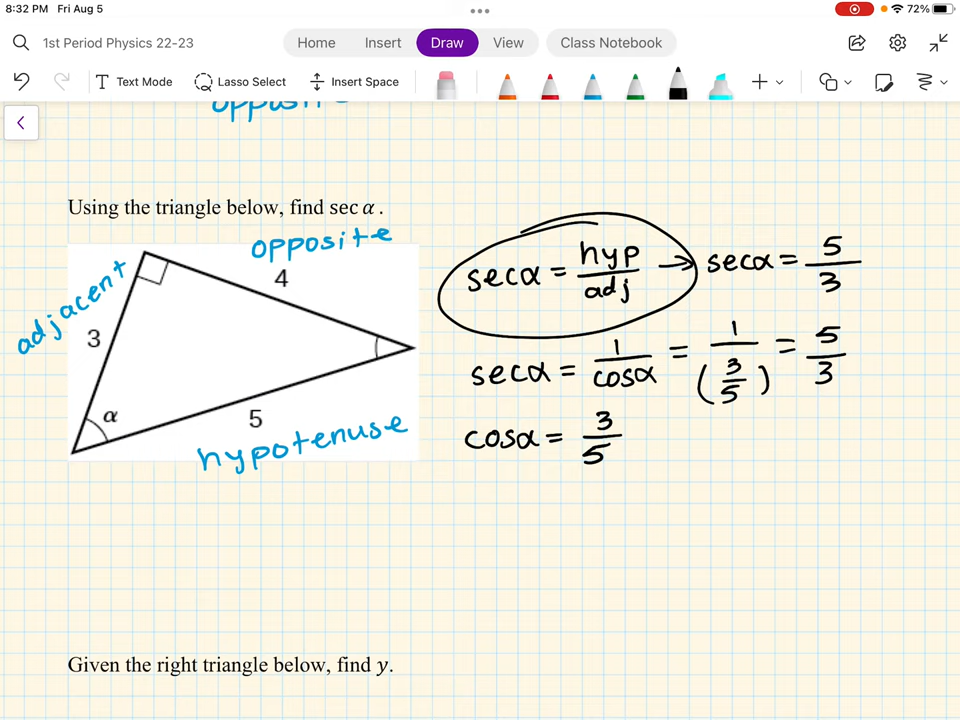 8:32 PM Fri Aug 5
72%
1st Period Physics 22-23
Home Insert Draw View Class Notebook
Text Mode Lasso Select Insert Space
opposite
Using the triangle below, find sec α .
opposite
adjacent
4
3
α
5
hypotenuse
secα = hyp/adj → secα = 5/3
secα = 1/cosα = 1/(3/5) = 5/3
cosα = 3/5
Given the right triangle below, find y.